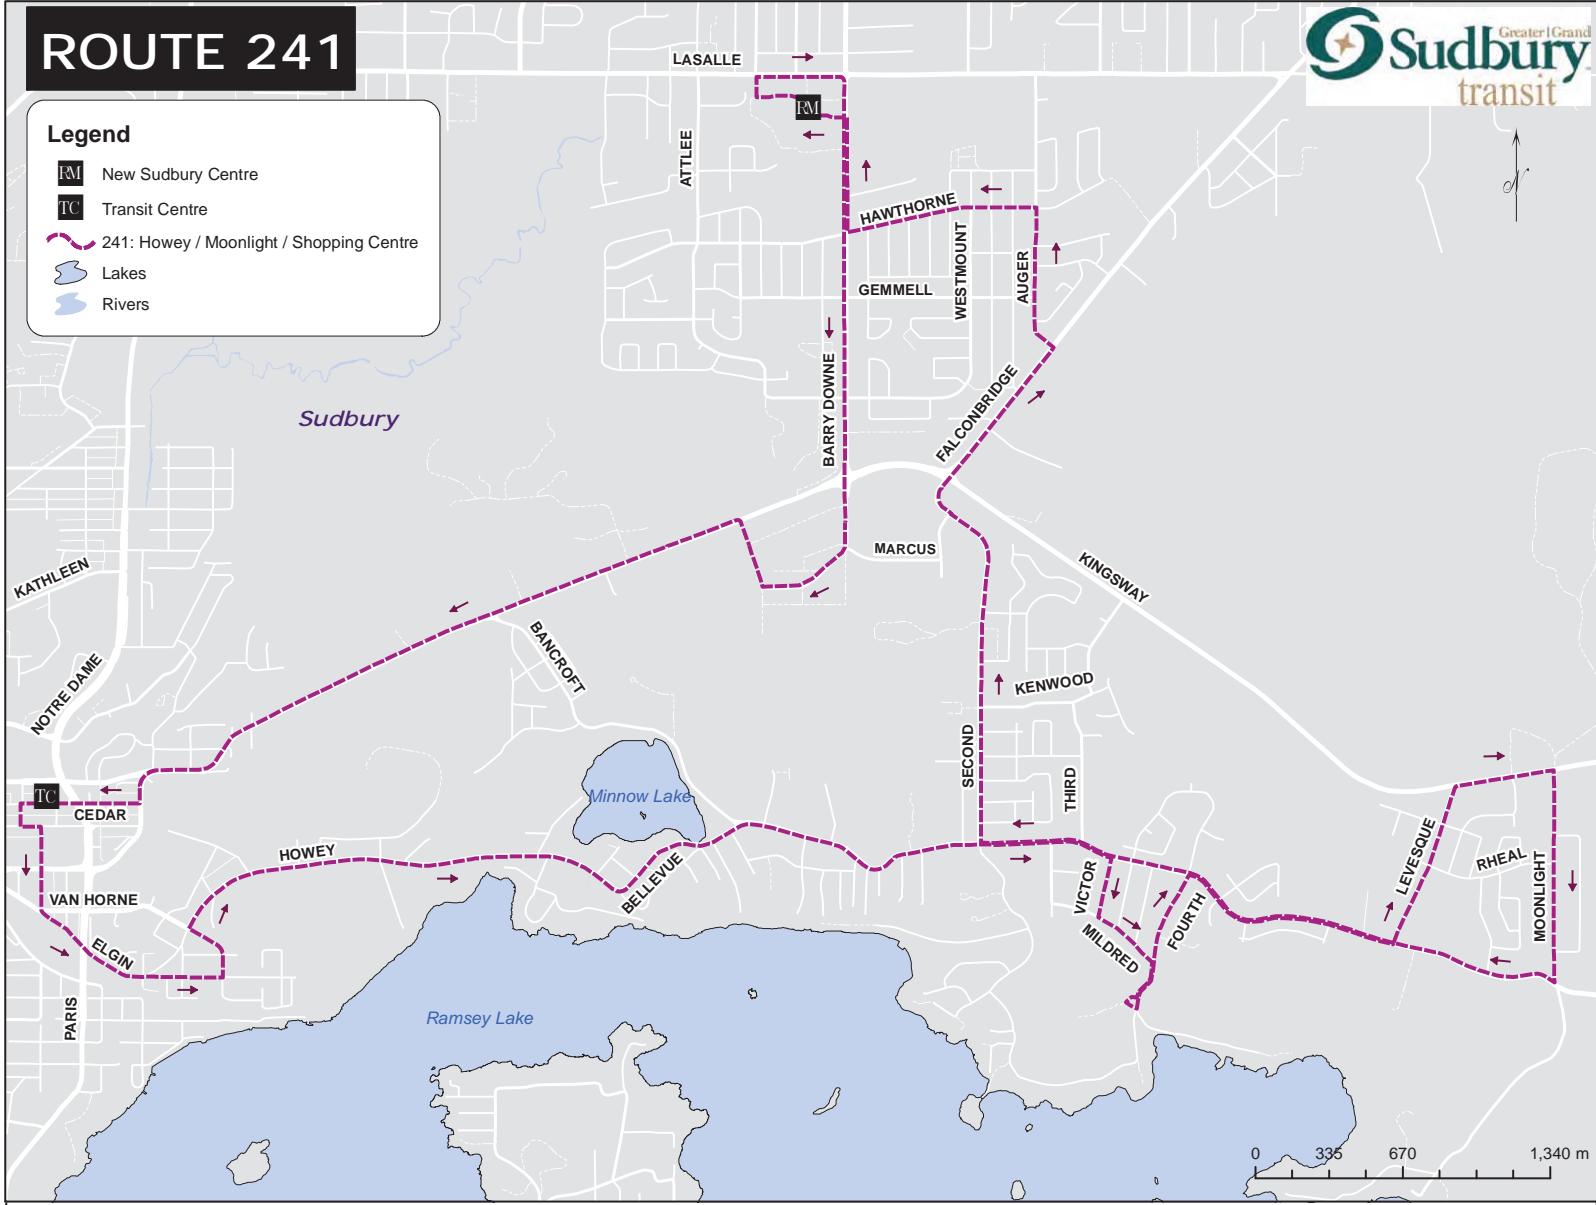 ROUTE 241
Greater | Grand
Sudbury
transit
Legend
RM New Sudbury Centre
TC Transit Centre
241: Howey / Moonlight / Shopping Centre
Lakes
Rivers
N
LASALLE
RM
ATTLEE
HAWTHORNE
WESTMOUNT
AUGER
GEMMELL
BARRY DOWNE
FALCONBRIDGE
Sudbury
MARCUS
KINGSWAY
KATHLEEN
BANCROFT
NOTRE DAME
KENWOOD
SECOND
THIRD
TC
CEDAR
Minnow Lake
HOWEY
BELLEVUE
VICTOR
LEVESQUE
RHEAL
MOONLIGHT
VAN HORNE
FOURTH
MILDRED
ELGIN
PARIS
Ramsey Lake
0 335 670 1,340 m